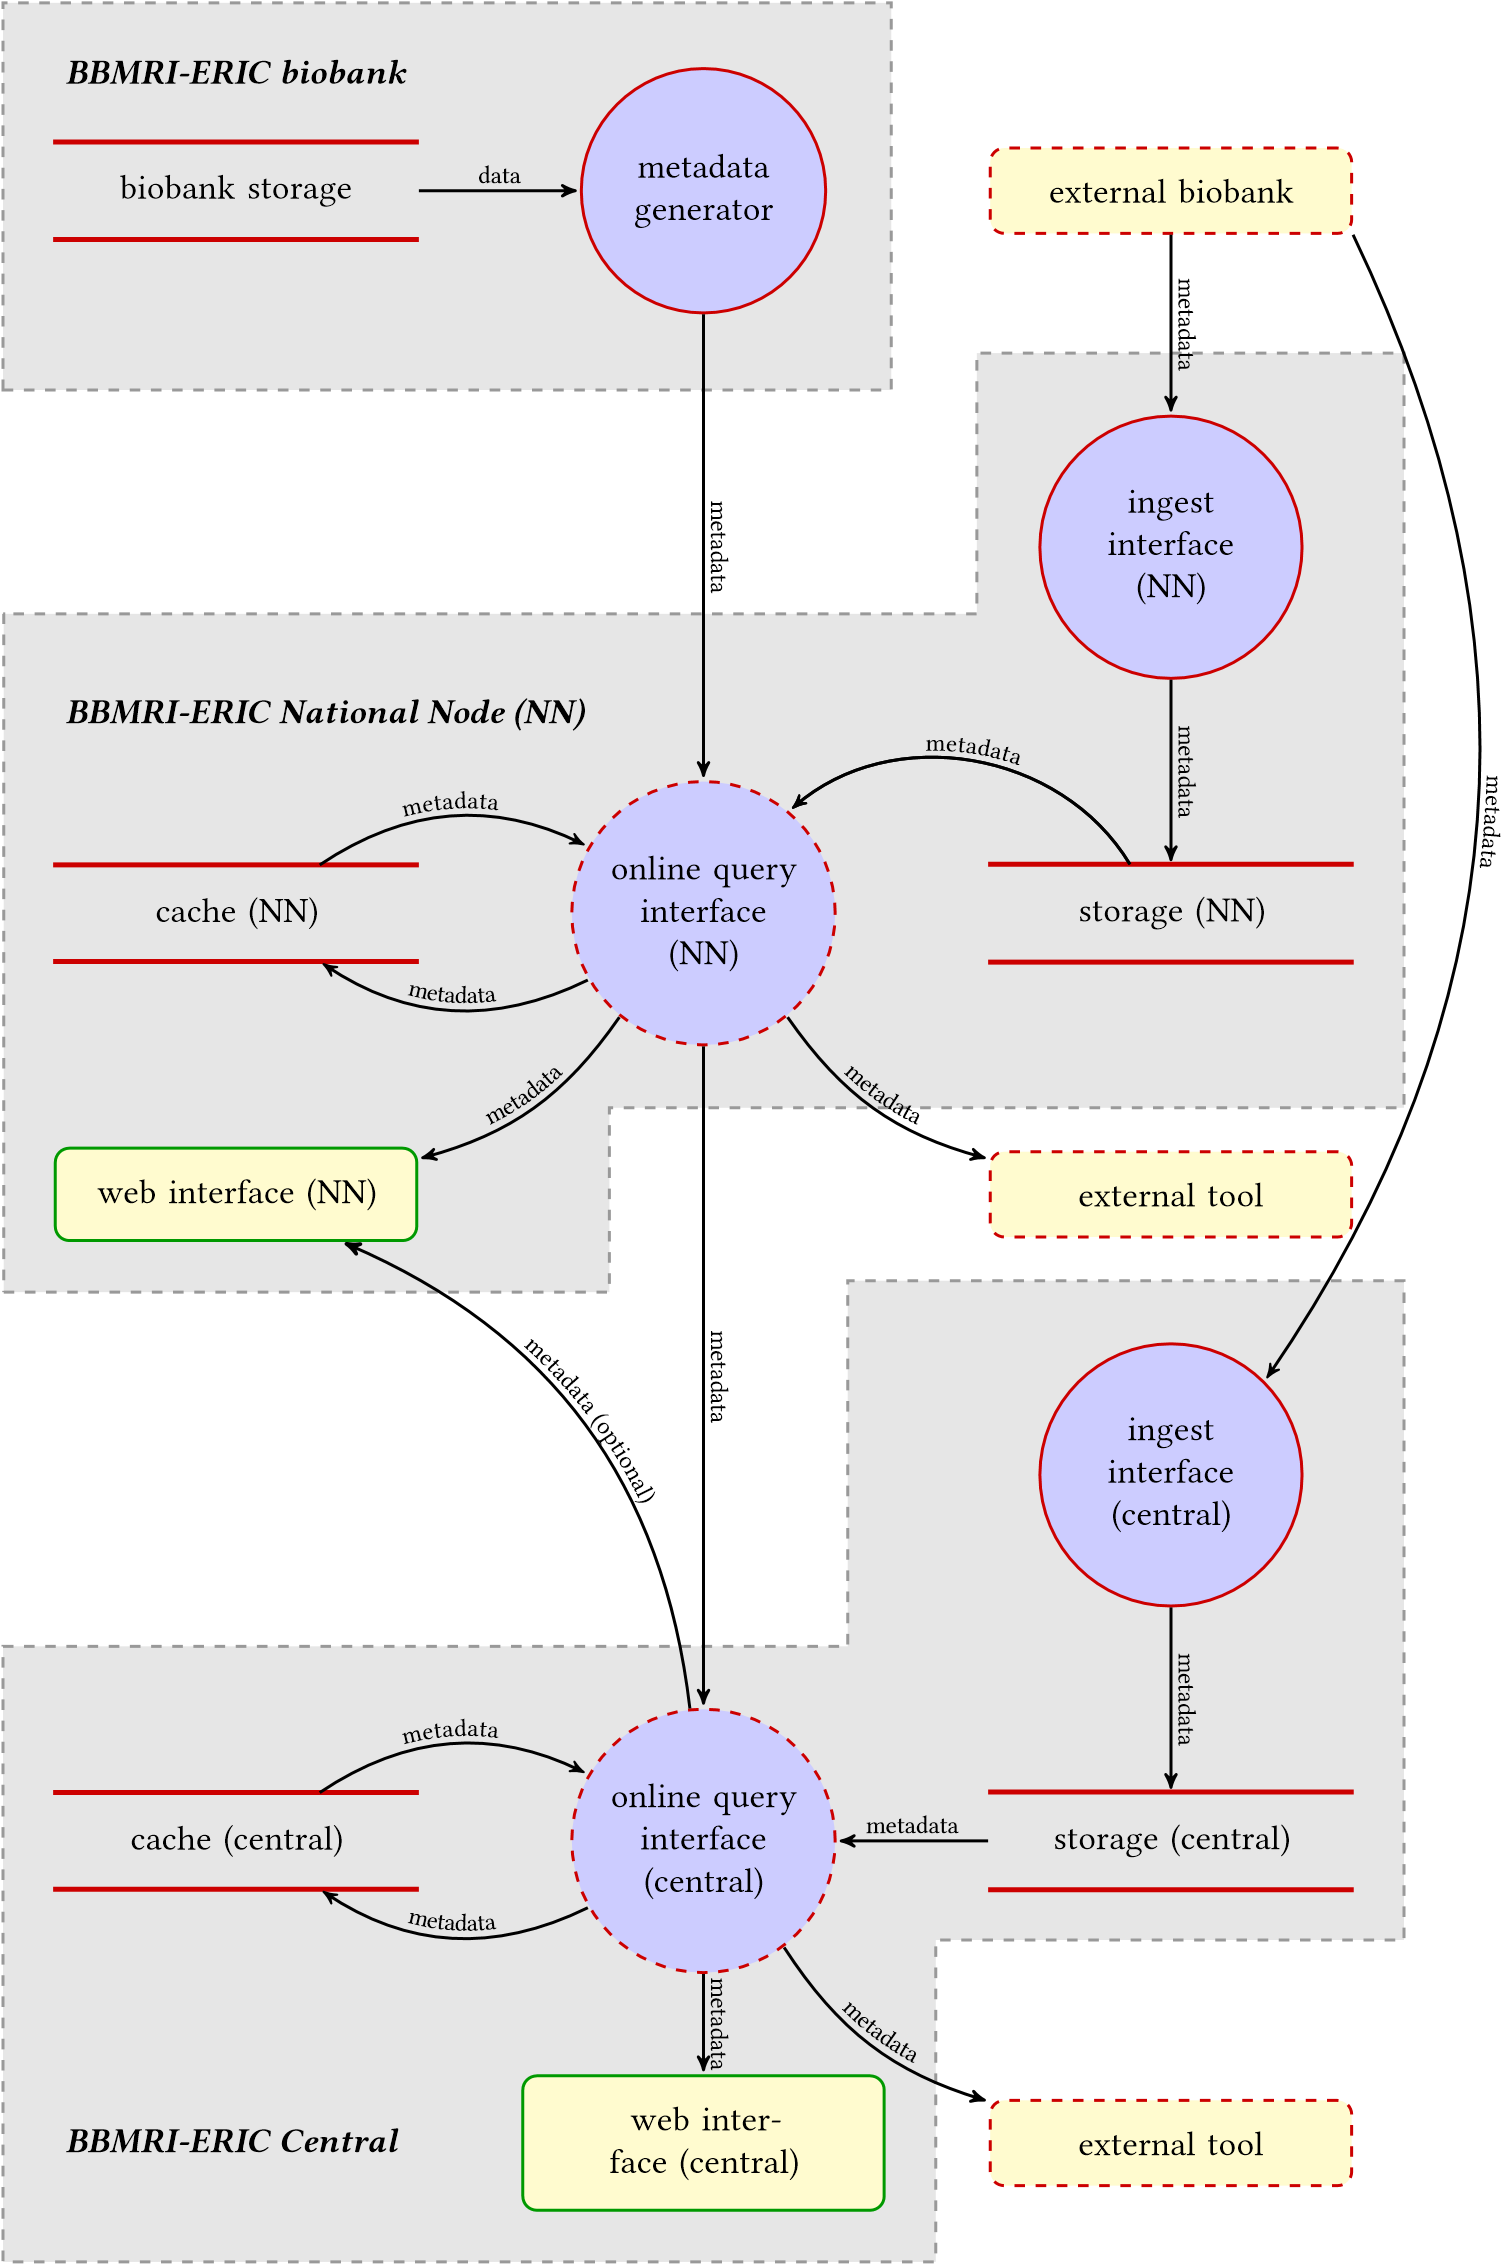 BBMRI-ERIC biobank
biobank storage
data
metadata
generator
external biobank
metadata
metadata
ingest
interface
(NN)
metadata
BBMRI-ERIC National Node (NN)
metadata
metadata
metadata
cache (NN)
online query
interface
(NN)
storage (NN)
metadata
metadata
metadata
web interface (NN)
external tool
metadata (optional)
metadata
metadata
ingest
interface
(central)
metadata
metadata
cache (central)
online query
interface
(central)
metadata
storage (central)
metadata
metadata
metadata
web inter-
face (central)
BBMRI-ERIC Central
external tool